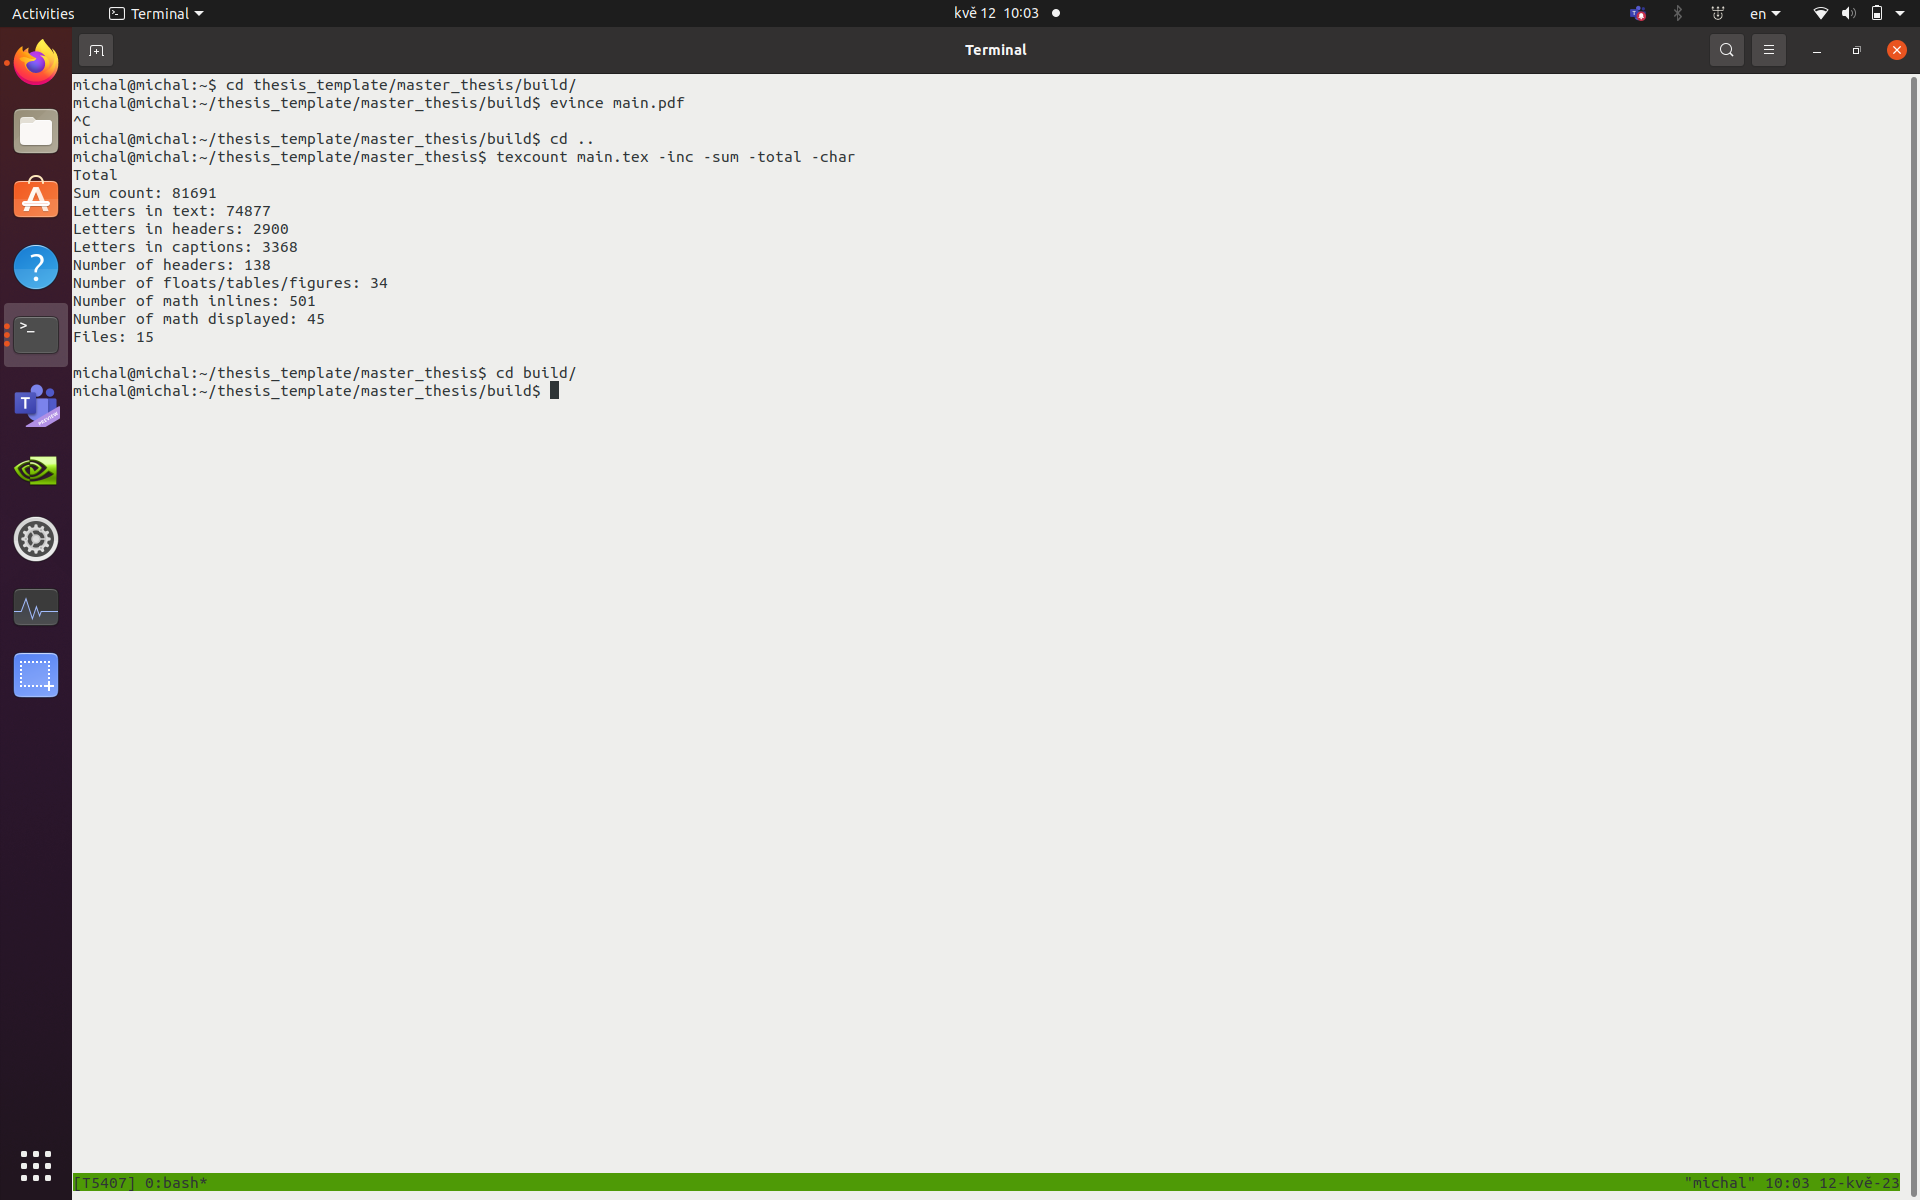 Activities
Terminal
kvě 12 10:03
en
Terminal
michal@michal:~$ cd thesis_template/master_thesis/build/
michal@michal:~/thesis_template/master_thesis/build$ evince main.pdf
^C
michal@michal:~/thesis_template/master_thesis/build$ cd ..
michal@michal:~/thesis_template/master_thesis$ texcount main.tex -inc -sum -total -char
Total
Sum count: 81691
Letters in text: 74877
Letters in headers: 2900
Letters in captions: 3368
Number of headers: 138
Number of floats/tables/figures: 34
Number of math inlines: 501
Number of math displayed: 45
Files: 15
michal@michal:~/thesis_template/master_thesis$ cd build/
michal@michal:~/thesis_template/master_thesis/build$
[T5407] 0:bash*
"michal" 10:03 12-kvě-23